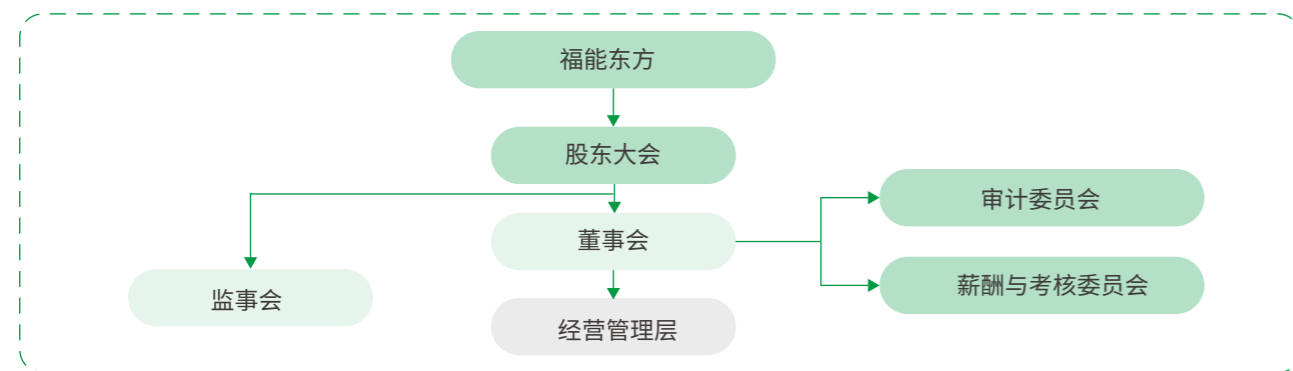 福能东方
股东大会
审计委员会
董事会
薪酬与考核委员会
监事会
经营管理层